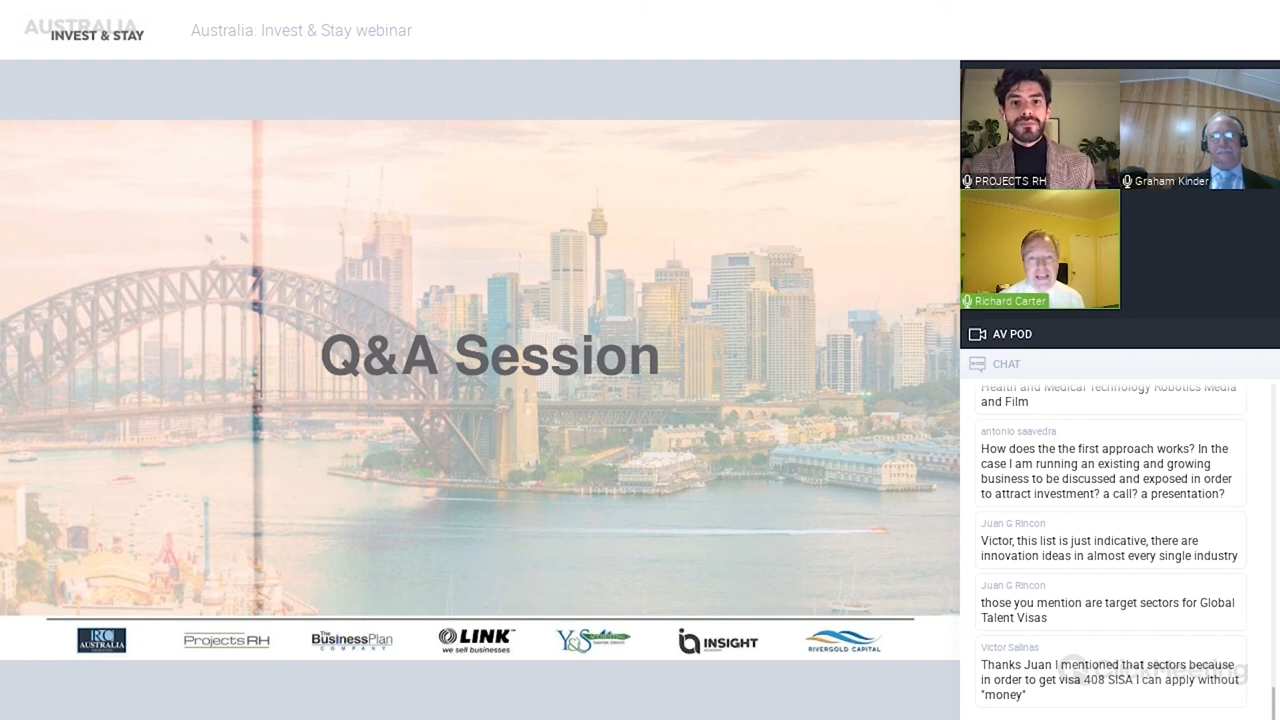 AUSTRALIA
INVEST & STAY
Australia: Invest & Stay webinar
Q&A Session
RC
AUSTRALIA
ProjectsRH
The
BusinessPlan
COMPANY
LINK
we sell businesses
Y&S ACCOUNTING
INSIGHT
RIVERGOLD CAPITAL
PROJECTS RH
Graham Kinder
Richard Carter
AV POD
CHAT
Health and Medical Technology Robotics Media
and Film
antonio saavedra
How does the the first approach works? In the
case I am running an existing and growing
business to be discussed and exposed in order
to attract investment? a call? a presentation?
Juan G Rincon
Victor, this list is just indicative, there are
innovation ideas in almost every single industry
Juan G Rincon
those you mention are target sectors for Global
Talent Visas
Victor Salinas
Thanks Juan I mentioned that sectors because
in order to get visa 408 SISA I can apply without
"money"